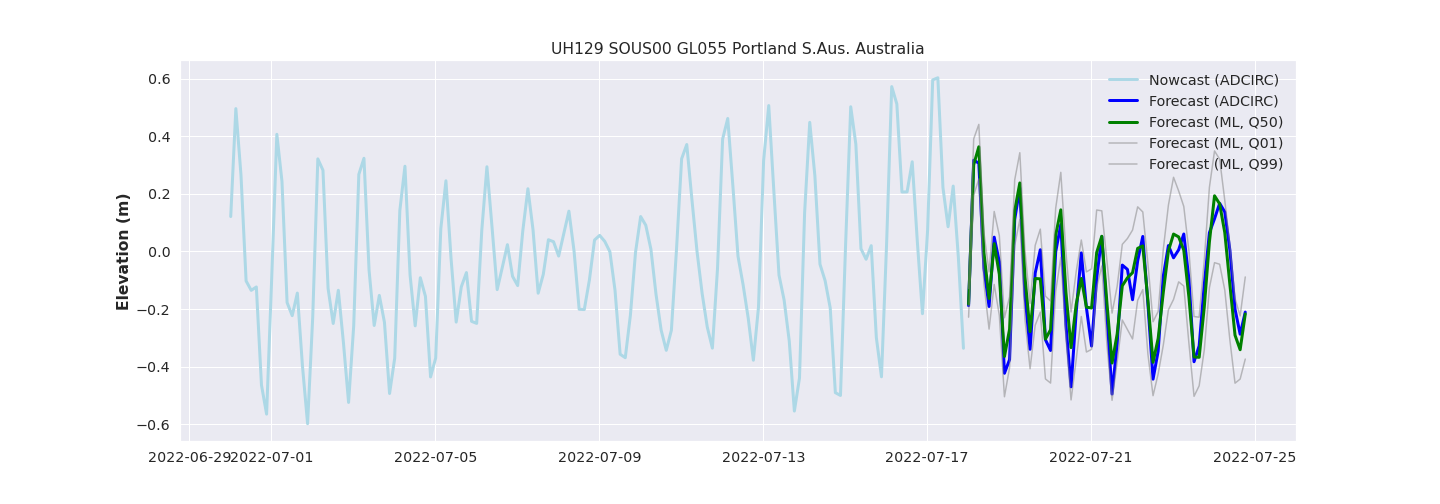 UH129 SOUS00 GL055 Portland S.Aus. Australia
Elevation (m)
0.6
0.4
0.2
0.0
−0.2
−0.4
−0.6
Nowcast (ADCIRC)
Forecast (ADCIRC)
Forecast (ML, Q50)
Forecast (ML, Q01)
Forecast (ML, Q99)
2022-06-29 2022-07-01 2022-07-05 2022-07-09 2022-07-13 2022-07-17 2022-07-21 2022-07-25